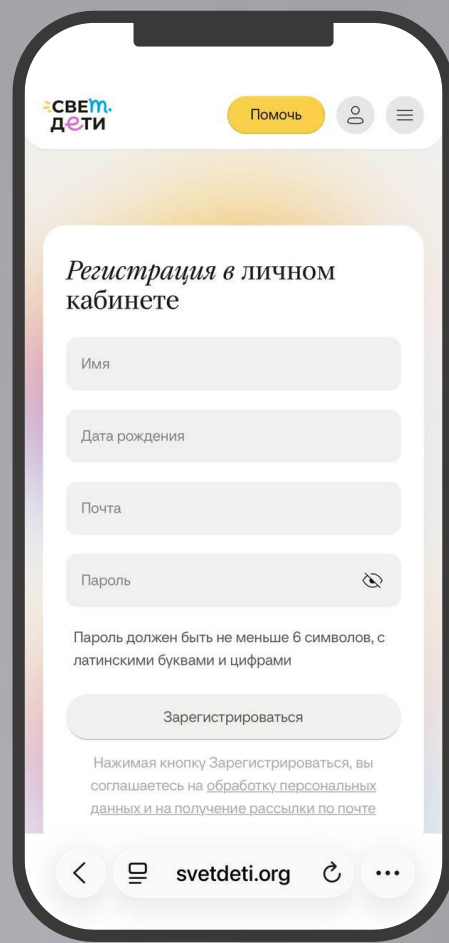 СВЕТ.
ДЕТИ
Помочь
Регистрация в личном
кабинете
Имя
Дата рождения
Почта
Пароль
Пароль должен быть не меньше 6 символов, с
латинскими буквами и цифрами
Зарегистрироваться
Нажимая кнопку Зарегистрироваться, вы
соглашаетесь на обработку персональных
данных и на получение рассылки по почте
svetdeti.org